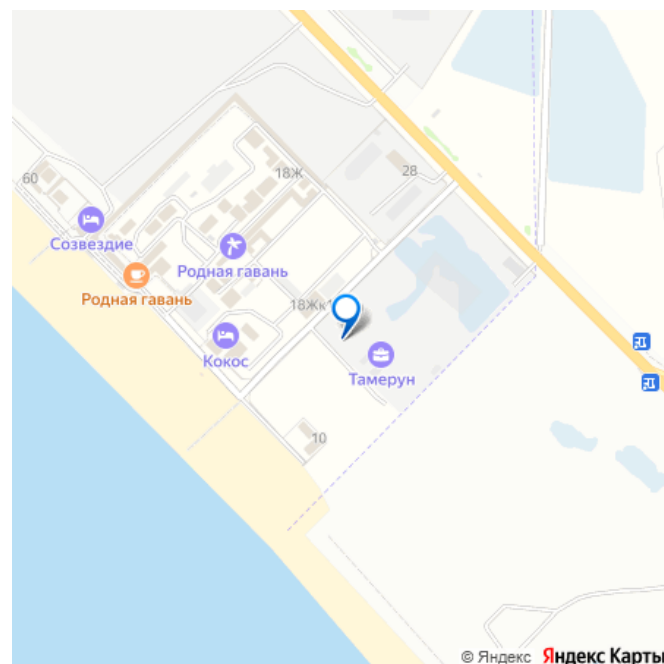 18Ж
28
60
Созвездие
Родная гавань
Родная гавань
18Жк1
Кокос
Тамерун
10
© Яндекс Яндекс Карты